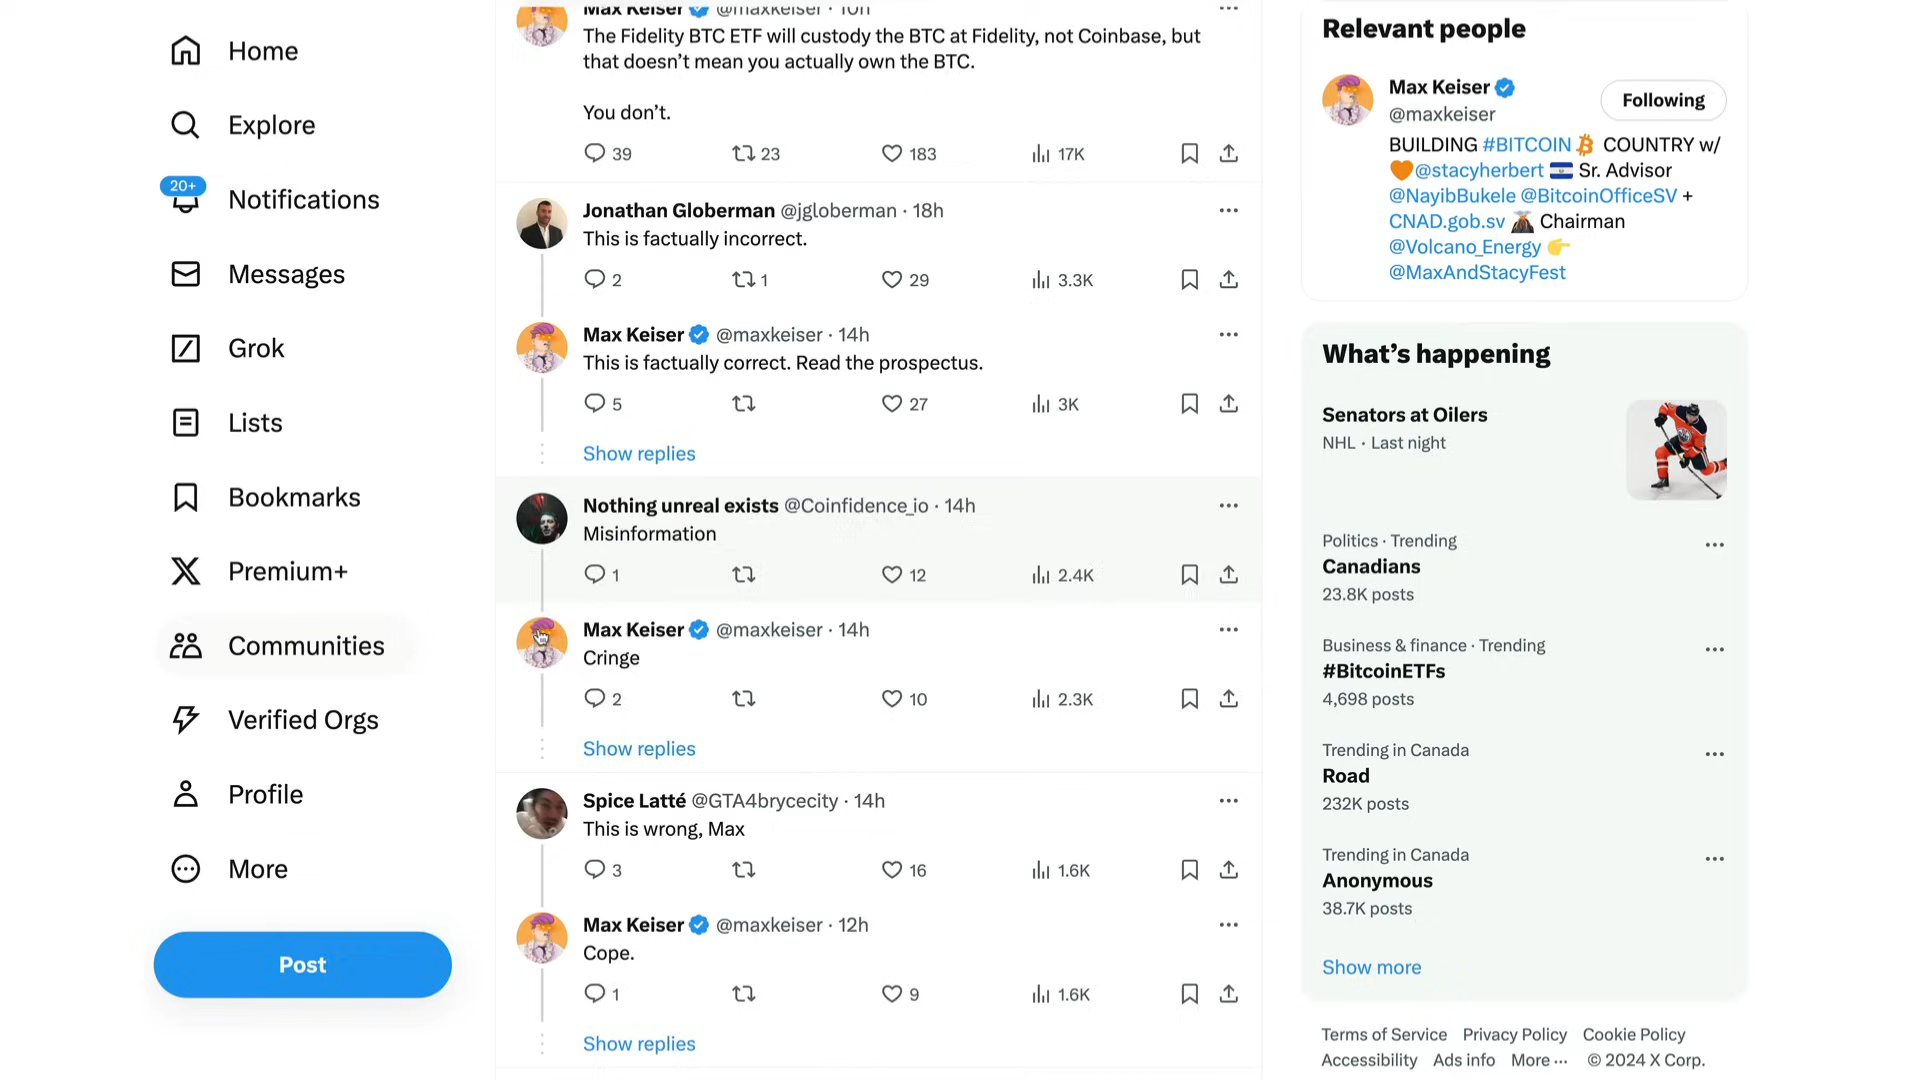 Home
Explore
20+
Notifications
Messages
Grok
Lists
Bookmarks
Premium+
Communities
Verified Orgs
Profile
More
Post
Max Keiser @maxkeiser · 10h
The Fidelity BTC ETF will custody the BTC at Fidelity, not Coinbase, but
that doesn’t mean you actually own the BTC.
You don’t.
39 23 183 17K
Jonathan Globerman @jgloberman · 18h
This is factually incorrect.
2 1 29 3.3K
Max Keiser @maxkeiser · 14h
This is factually correct. Read the prospectus.
5 27 3K
Show replies
Nothing unreal exists @Coinfidence_io · 14h
Misinformation
1 12 2.4K
Max Keiser @maxkeiser · 14h
Cringe
2 10 2.3K
Show replies
Spice Latté @GTA4brycecity · 14h
This is wrong, Max
3 16 1.6K
Max Keiser @maxkeiser · 12h
Cope.
1 9 1.6K
Show replies
Relevant people
Max Keiser
Following
@maxkeiser
BUILDING #BITCOIN COUNTRY w/
@stacyherbert Sr. Advisor
@NayibBukele @BitcoinOfficeSV +
CNAD.gob.sv Chairman
@Volcano_Energy
@MaxAndStacyFest
What’s happening
Senators at Oilers
NHL · Last night
Politics · Trending
Canadians
23.8K posts
Business & finance · Trending
#BitcoinETFs
4,698 posts
Trending in Canada
Road
232K posts
Trending in Canada
Anonymous
38.7K posts
Show more
Terms of Service Privacy Policy Cookie Policy
Accessibility Ads info More ··· © 2024 X Corp.